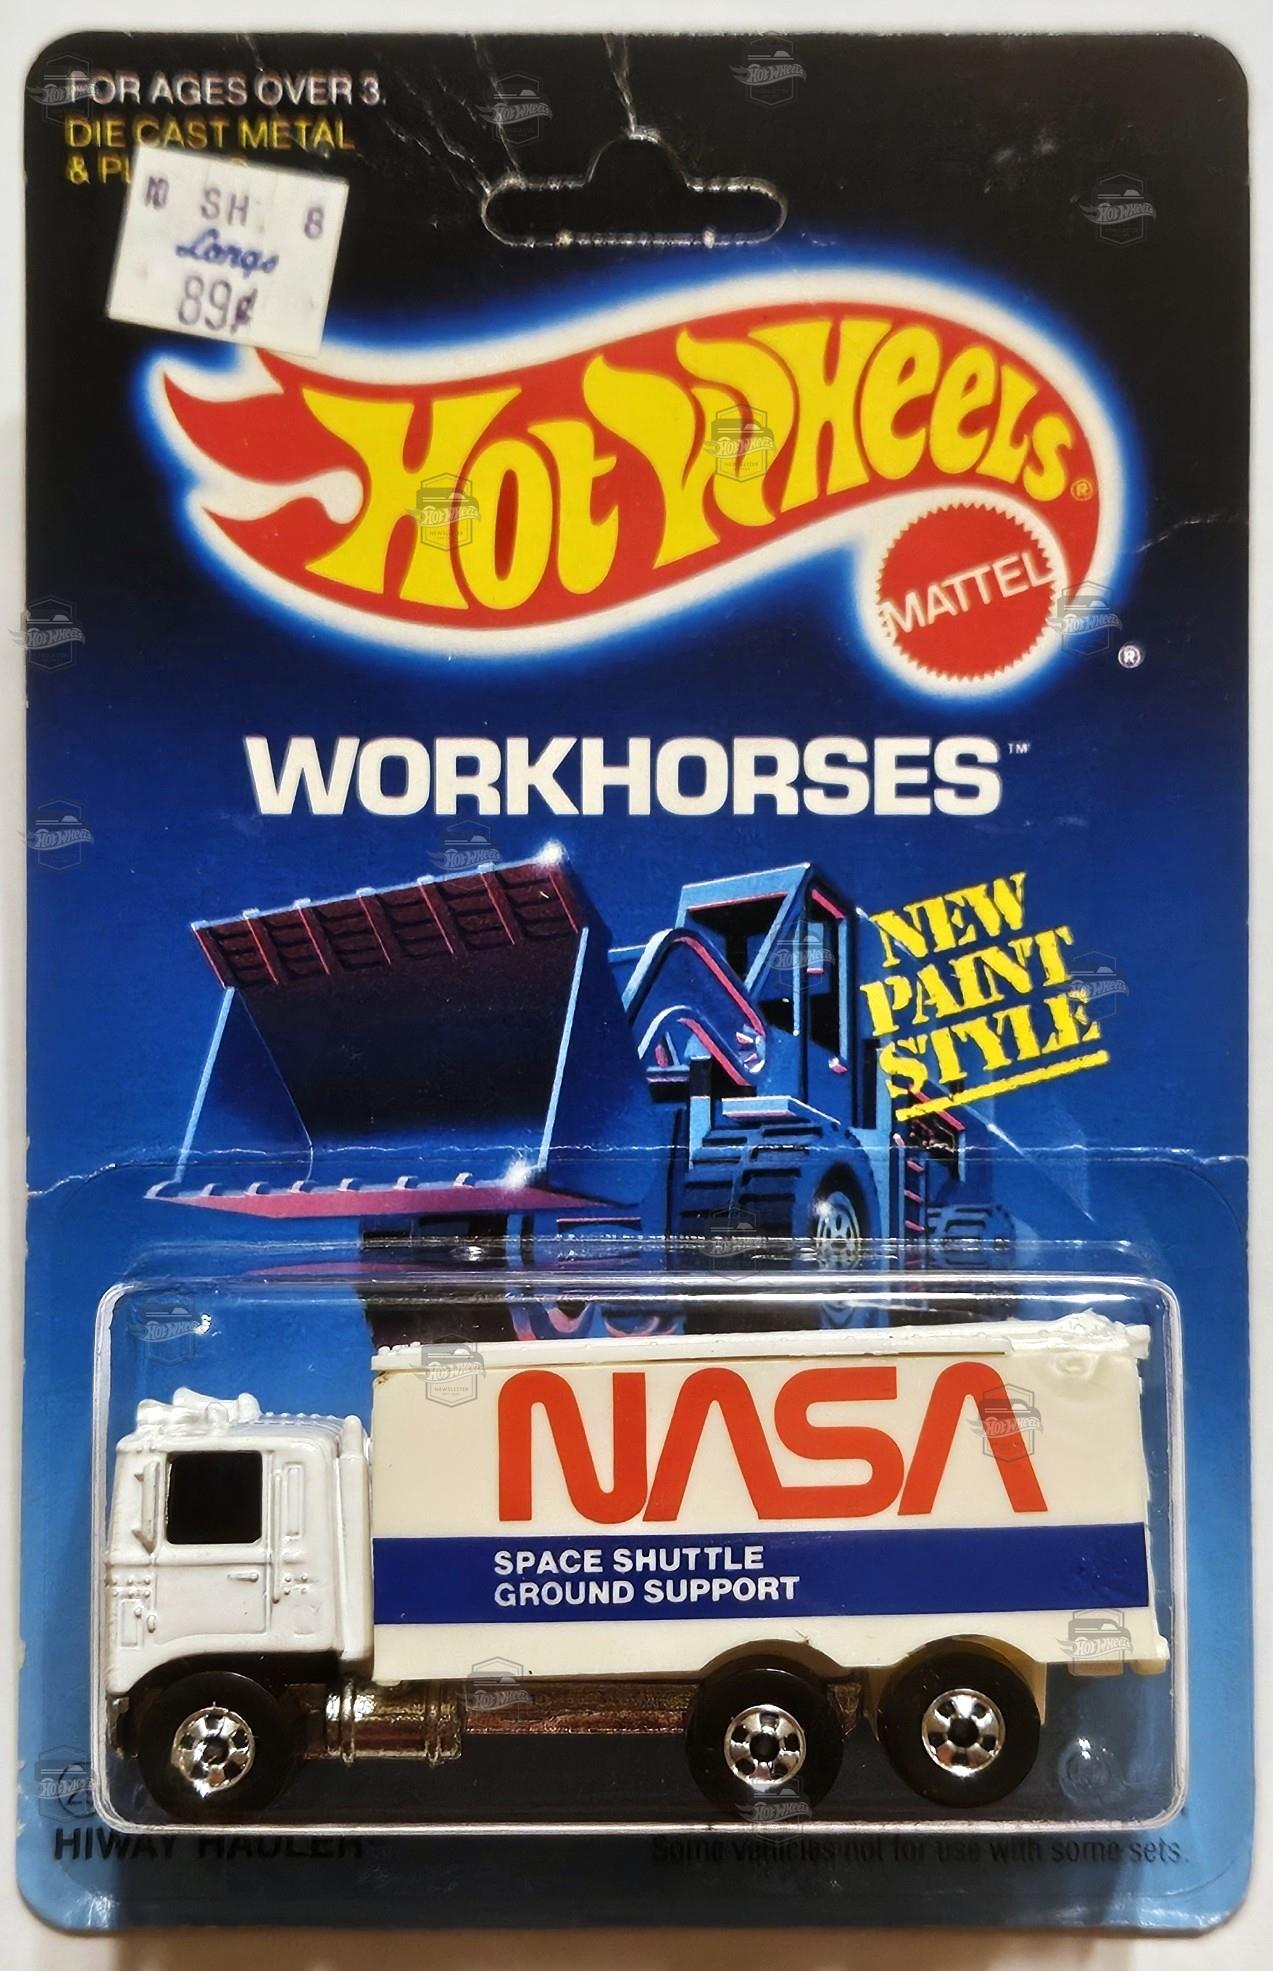 FOR AGES OVER 3.
DIE CAST METAL
&
SH 8
Longs
89¢
HOT WHEELS®
MATTEL
®
WORKHORSES™
NEW
PAINT
STYLE
NASA
SPACE SHUTTLE
GROUND SUPPORT
HIWAY HAULER
Some vehicles not for use with some sets.